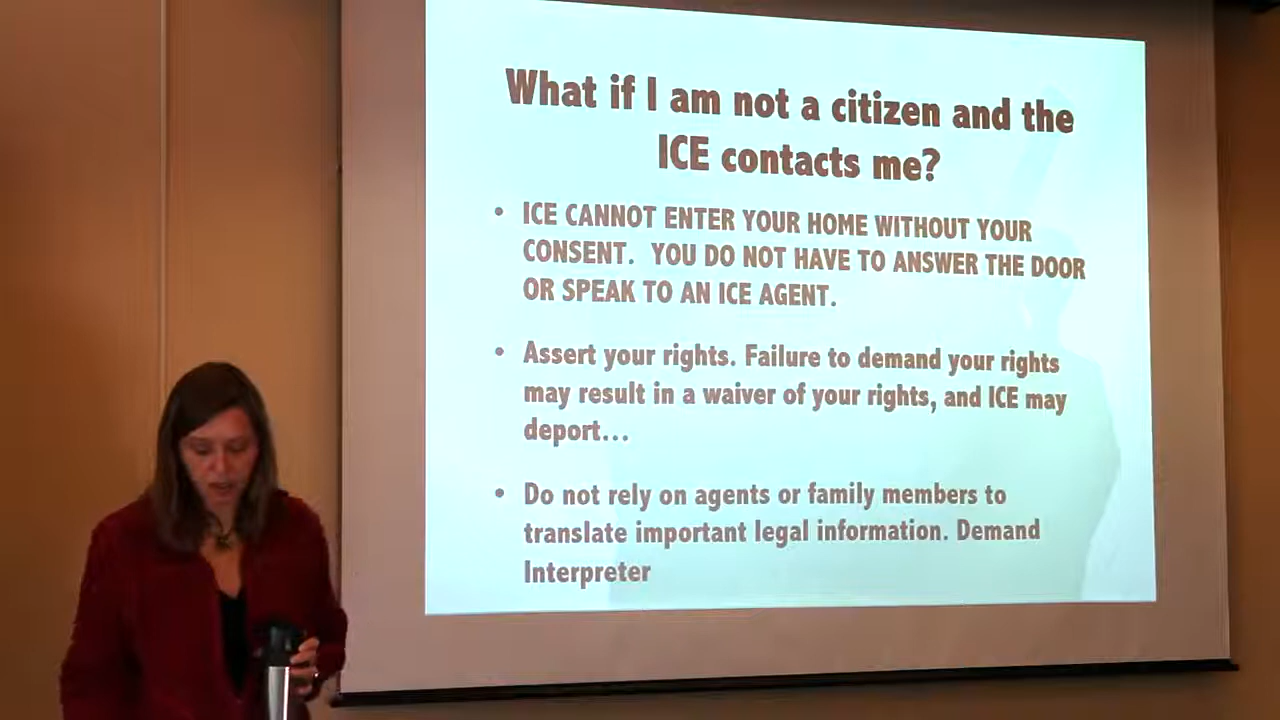 What if I am not a citizen and the
ICE contacts me?
• ICE CANNOT ENTER YOUR HOME WITHOUT YOUR
CONSENT. YOU DO NOT HAVE TO ANSWER THE DOOR
OR SPEAK TO AN ICE AGENT.
• Assert your rights. Failure to demand your rights
may result in a waiver of your rights, and ICE may
deport…
• Do not rely on agents or family members to
translate important legal information. Demand
Interpreter